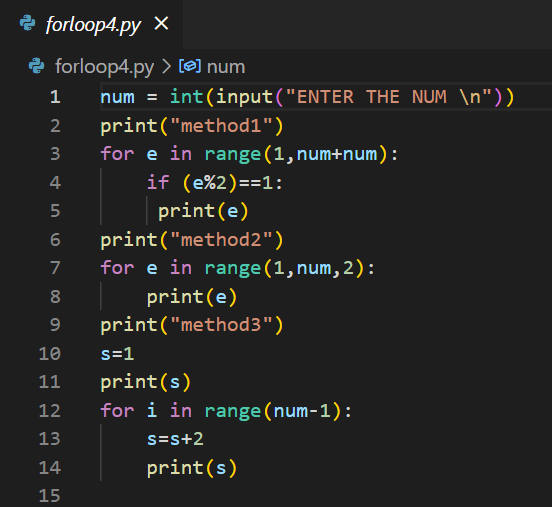 forloop4.py ×
forloop4.py > num
1 num = int(input("ENTER THE NUM \n"))
2 print("method1")
3 for e in range(1,num+num):
4     if (e%2)==1:
5      print(e)
6 print("method2")
7 for e in range(1,num,2):
8     print(e)
9 print("method3")
10 s=1
11 print(s)
12 for i in range(num-1):
13     s=s+2
14     print(s)
15